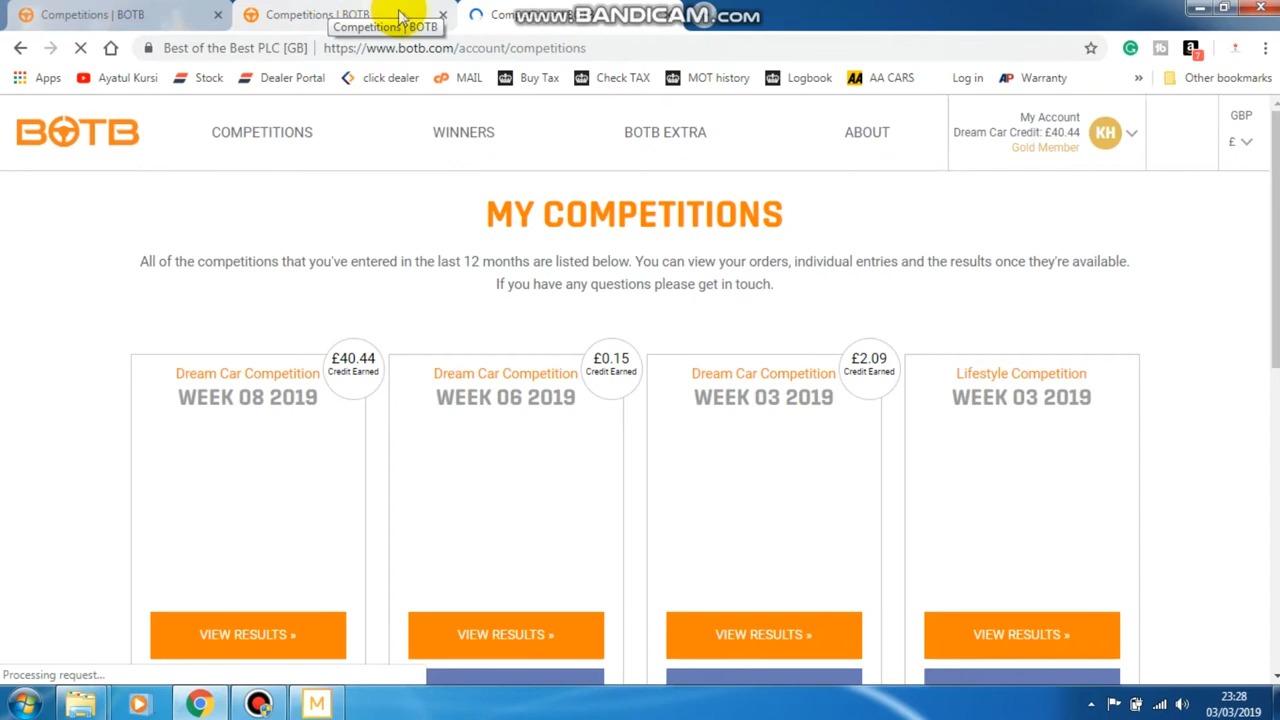 Competitions | BOTB
Competitions | BOTB
www.BANDICAM.com
Competitions | BOTB
Best of the Best PLC [GB]
https://www.botb.com/account/competitions
Apps
Ayatul Kursi
Stock
Dealer Portal
click dealer
MAIL
Buy Tax
Check TAX
MOT history
Logbook
AA CARS
Log in
Warranty
»
Other bookmarks
7
BOTB
COMPETITIONS
WINNERS
BOTB EXTRA
ABOUT
My Account
Dream Car Credit: £40.44
Gold Member
KH
GBP
£
MY COMPETITIONS
All of the competitions that you've entered in the last 12 months are listed below. You can view your orders, individual entries and the results once they're available.
If you have any questions please get in touch.
£40.44
Credit Earned
Dream Car Competition
WEEK 08 2019
VIEW RESULTS »
£0.15
Credit Earned
Dream Car Competition
WEEK 06 2019
VIEW RESULTS »
£2.09
Credit Earned
Dream Car Competition
WEEK 03 2019
VIEW RESULTS »
Lifestyle Competition
WEEK 03 2019
VIEW RESULTS »
Processing request...
23:28
03/03/2019